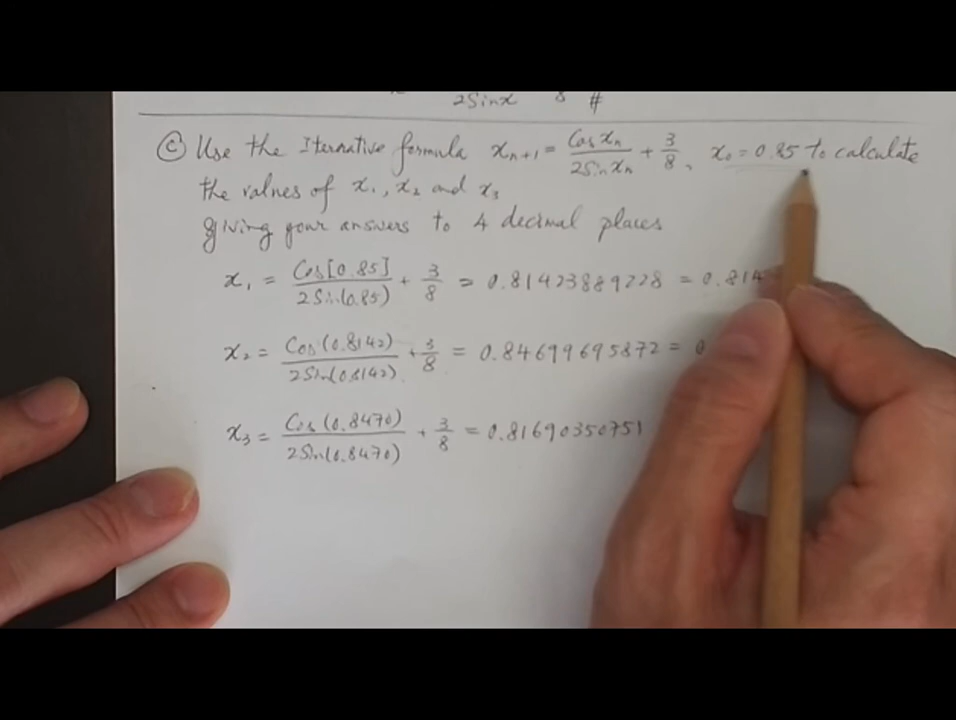 2Sinx 8 #
ⓒ Use the Iternative formula xₙ₊₁ = Cos xₙ / 2Sin xₙ + 3/8, x₀ = 0.85 to calculate
the values of x₁, x₂ and x₃
giving your answers to 4 decimal places
x₁ = Cos[0.85] / 2Sin(0.85) + 3/8 = 0.81423889228 = 0.814
x₂ = Cos(0.8142) / 2Sin(0.8142) + 3/8 = 0.84699695872 = 0
x₃ = Cos(0.8470) / 2Sin(0.8470) + 3/8 = 0.81690350751